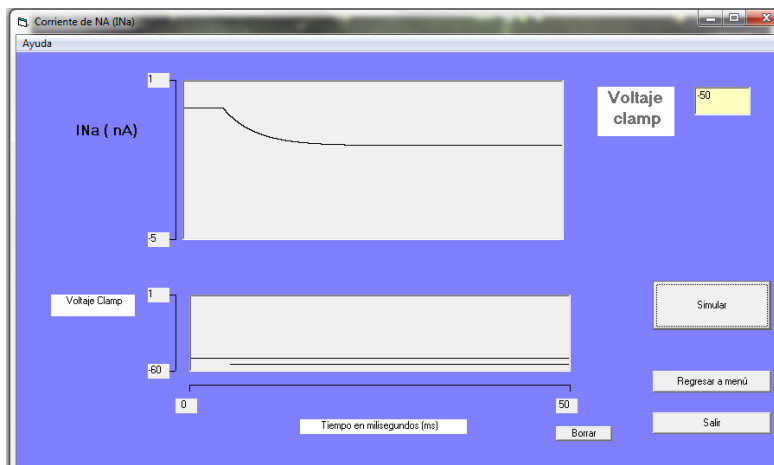 Corriente de NA (INa)
Ayuda
1
INa ( nA)
-5
Voltaje
clamp
-50
Voltaje Clamp
1
-60
0
50
Tiempo en milisegundos (ms)
Simular
Regresar a menú
Borrar
Salir